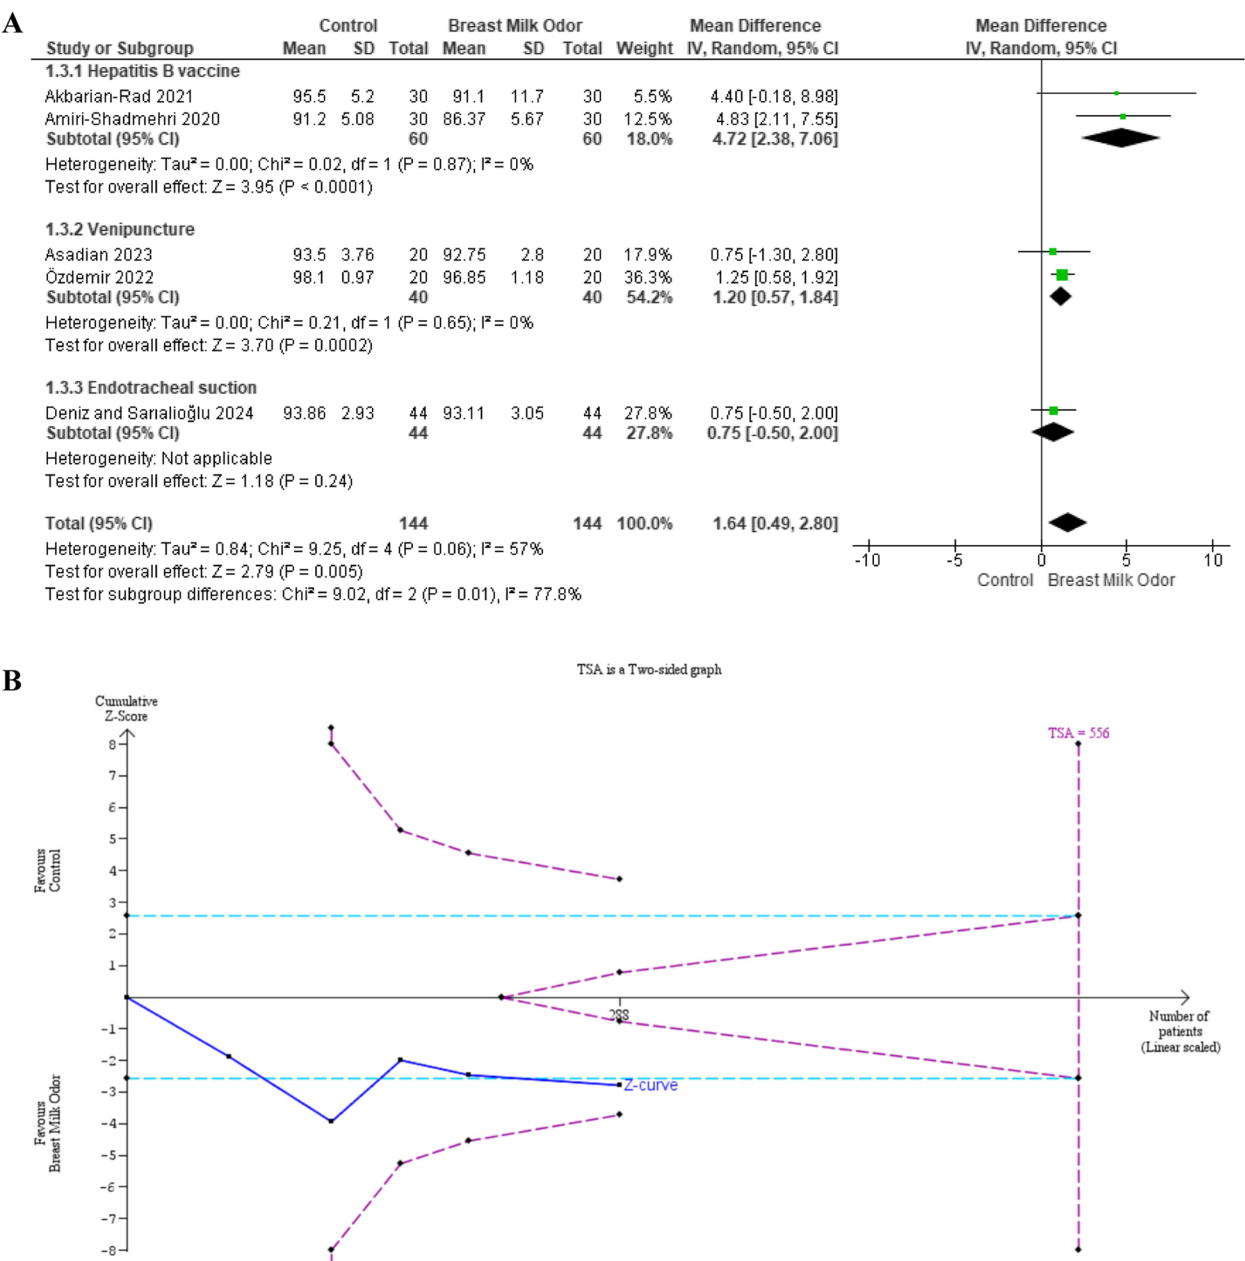 A
Control Breast Milk Odor Mean Difference Mean Difference
Study or Subgroup Mean SD Total Mean SD Total Weight IV, Random, 95% CI IV, Random, 95% CI
1.3.1 Hepatitis B vaccine
Akbarian-Rad 2021 95.5 5.2 30 91.1 11.7 30 5.5% 4.40 [-0.18, 8.98]
Amiri-Shadmehri 2020 91.2 5.08 30 86.37 5.67 30 12.5% 4.83 [2.11, 7.55]
Subtotal (95% CI) 60 60 18.0% 4.72 [2.38, 7.06]
Heterogeneity: Tau² = 0.00; Chi² = 0.02, df = 1 (P = 0.87); I² = 0%
Test for overall effect: Z = 3.95 (P < 0.0001)
1.3.2 Venipuncture
Asadian 2023 93.5 3.76 20 92.75 2.8 20 17.9% 0.75 [-1.30, 2.80]
Özdemir 2022 98.1 0.97 20 96.85 1.18 20 36.3% 1.25 [0.58, 1.92]
Subtotal (95% CI) 40 40 54.2% 1.20 [0.57, 1.84]
Heterogeneity: Tau² = 0.00; Chi² = 0.21, df = 1 (P = 0.65); I² = 0%
Test for overall effect: Z = 3.70 (P = 0.0002)
1.3.3 Endotracheal suction
Deniz and Sarıalioğlu 2024 93.86 2.93 44 93.11 3.05 44 27.8% 0.75 [-0.50, 2.00]
Subtotal (95% CI) 44 44 27.8% 0.75 [-0.50, 2.00]
Heterogeneity: Not applicable
Test for overall effect: Z = 1.18 (P = 0.24)
Total (95% CI) 144 144 100.0% 1.64 [0.49, 2.80]
Heterogeneity: Tau² = 0.84; Chi² = 9.25, df = 4 (P = 0.06); I² = 57%
Test for overall effect: Z = 2.79 (P = 0.005)
Test for subgroup differences: Chi² = 9.02, df = 2 (P = 0.01), I² = 77.8%
-10 -5 0 5 10
Control Breast Milk Odor
B
TSA is a Two-sided graph
Cumulative
Z-Score
TSA = 556
8
7
6
5
4
3
2
1
-1
-2
-3
-4
-5
-6
-7
-8
Favours
Control
Favours
Breast Milk Odor
288
Z-curve
Number of
patients
(Linear scaled)